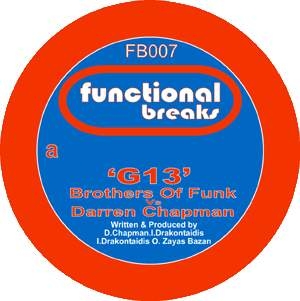 FB007
functional
breaks
a
'G13'
Brothers Of Funk
Vs
Darren Chapman
Written & Produced by
D.Chapman.I.Drakontaidis
I.Drakontaidis O. Zayas Bazan